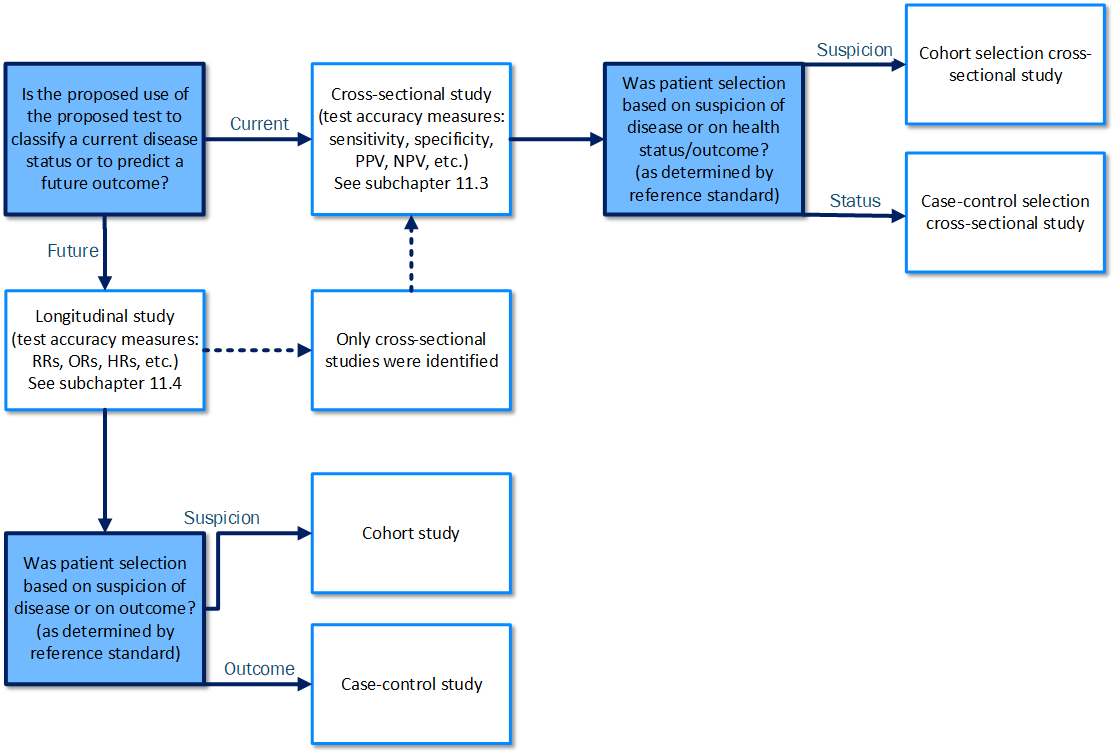 Is the proposed use of
the proposed test to
classify a current disease
status or to predict a
future outcome?
Current
Cross-sectional study
(test accuracy measures:
sensitivity, specificity,
PPV, NPV, etc.)
See subchapter 11.3
Was patient selection
based on suspicion of
disease or on health
status/outcome?
(as determined by
reference standard)
Suspicion
Cohort selection cross-
sectional study
Status
Case-control selection
cross-sectional study
Future
Longitudinal study
(test accuracy measures:
RRs, ORs, HRs, etc.)
See subchapter 11.4
Only cross-sectional
studies were identified
Was patient selection
based on suspicion of
disease or on outcome?
(as determined by
reference standard)
Suspicion
Cohort study
Outcome
Case-control study